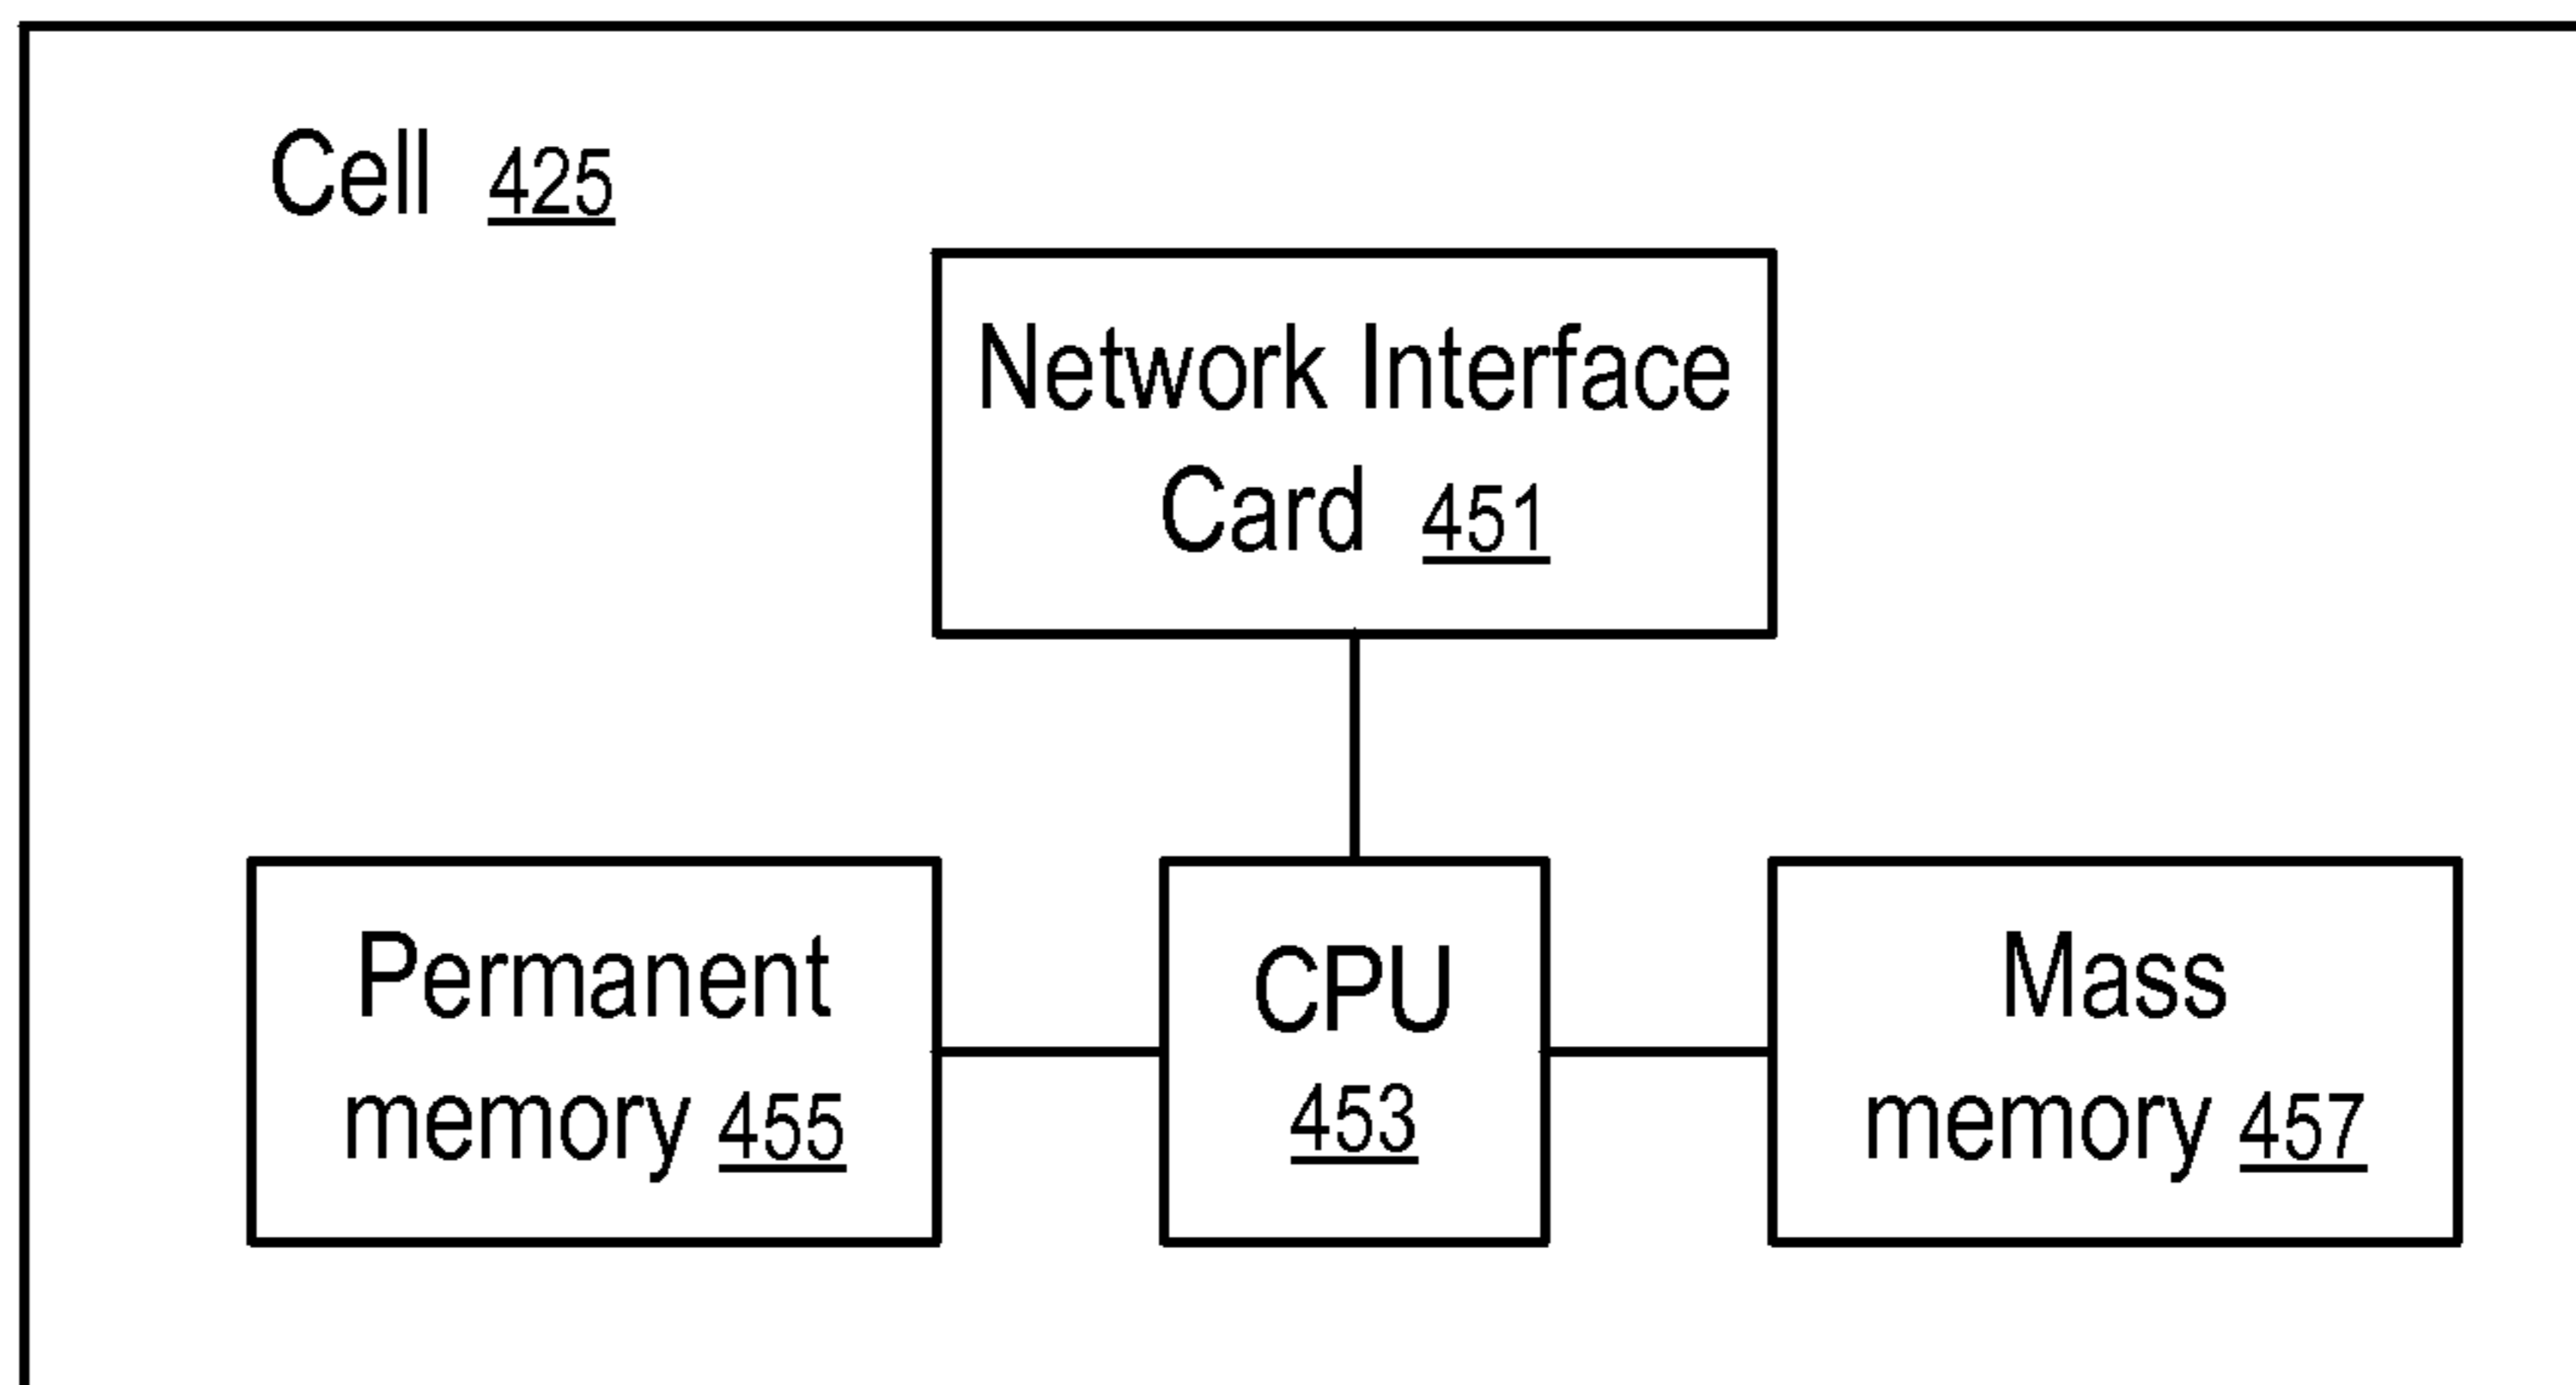 Cell 425
Network Interface
Card 451
Permanent
memory 455
CPU
453
Mass
memory 457